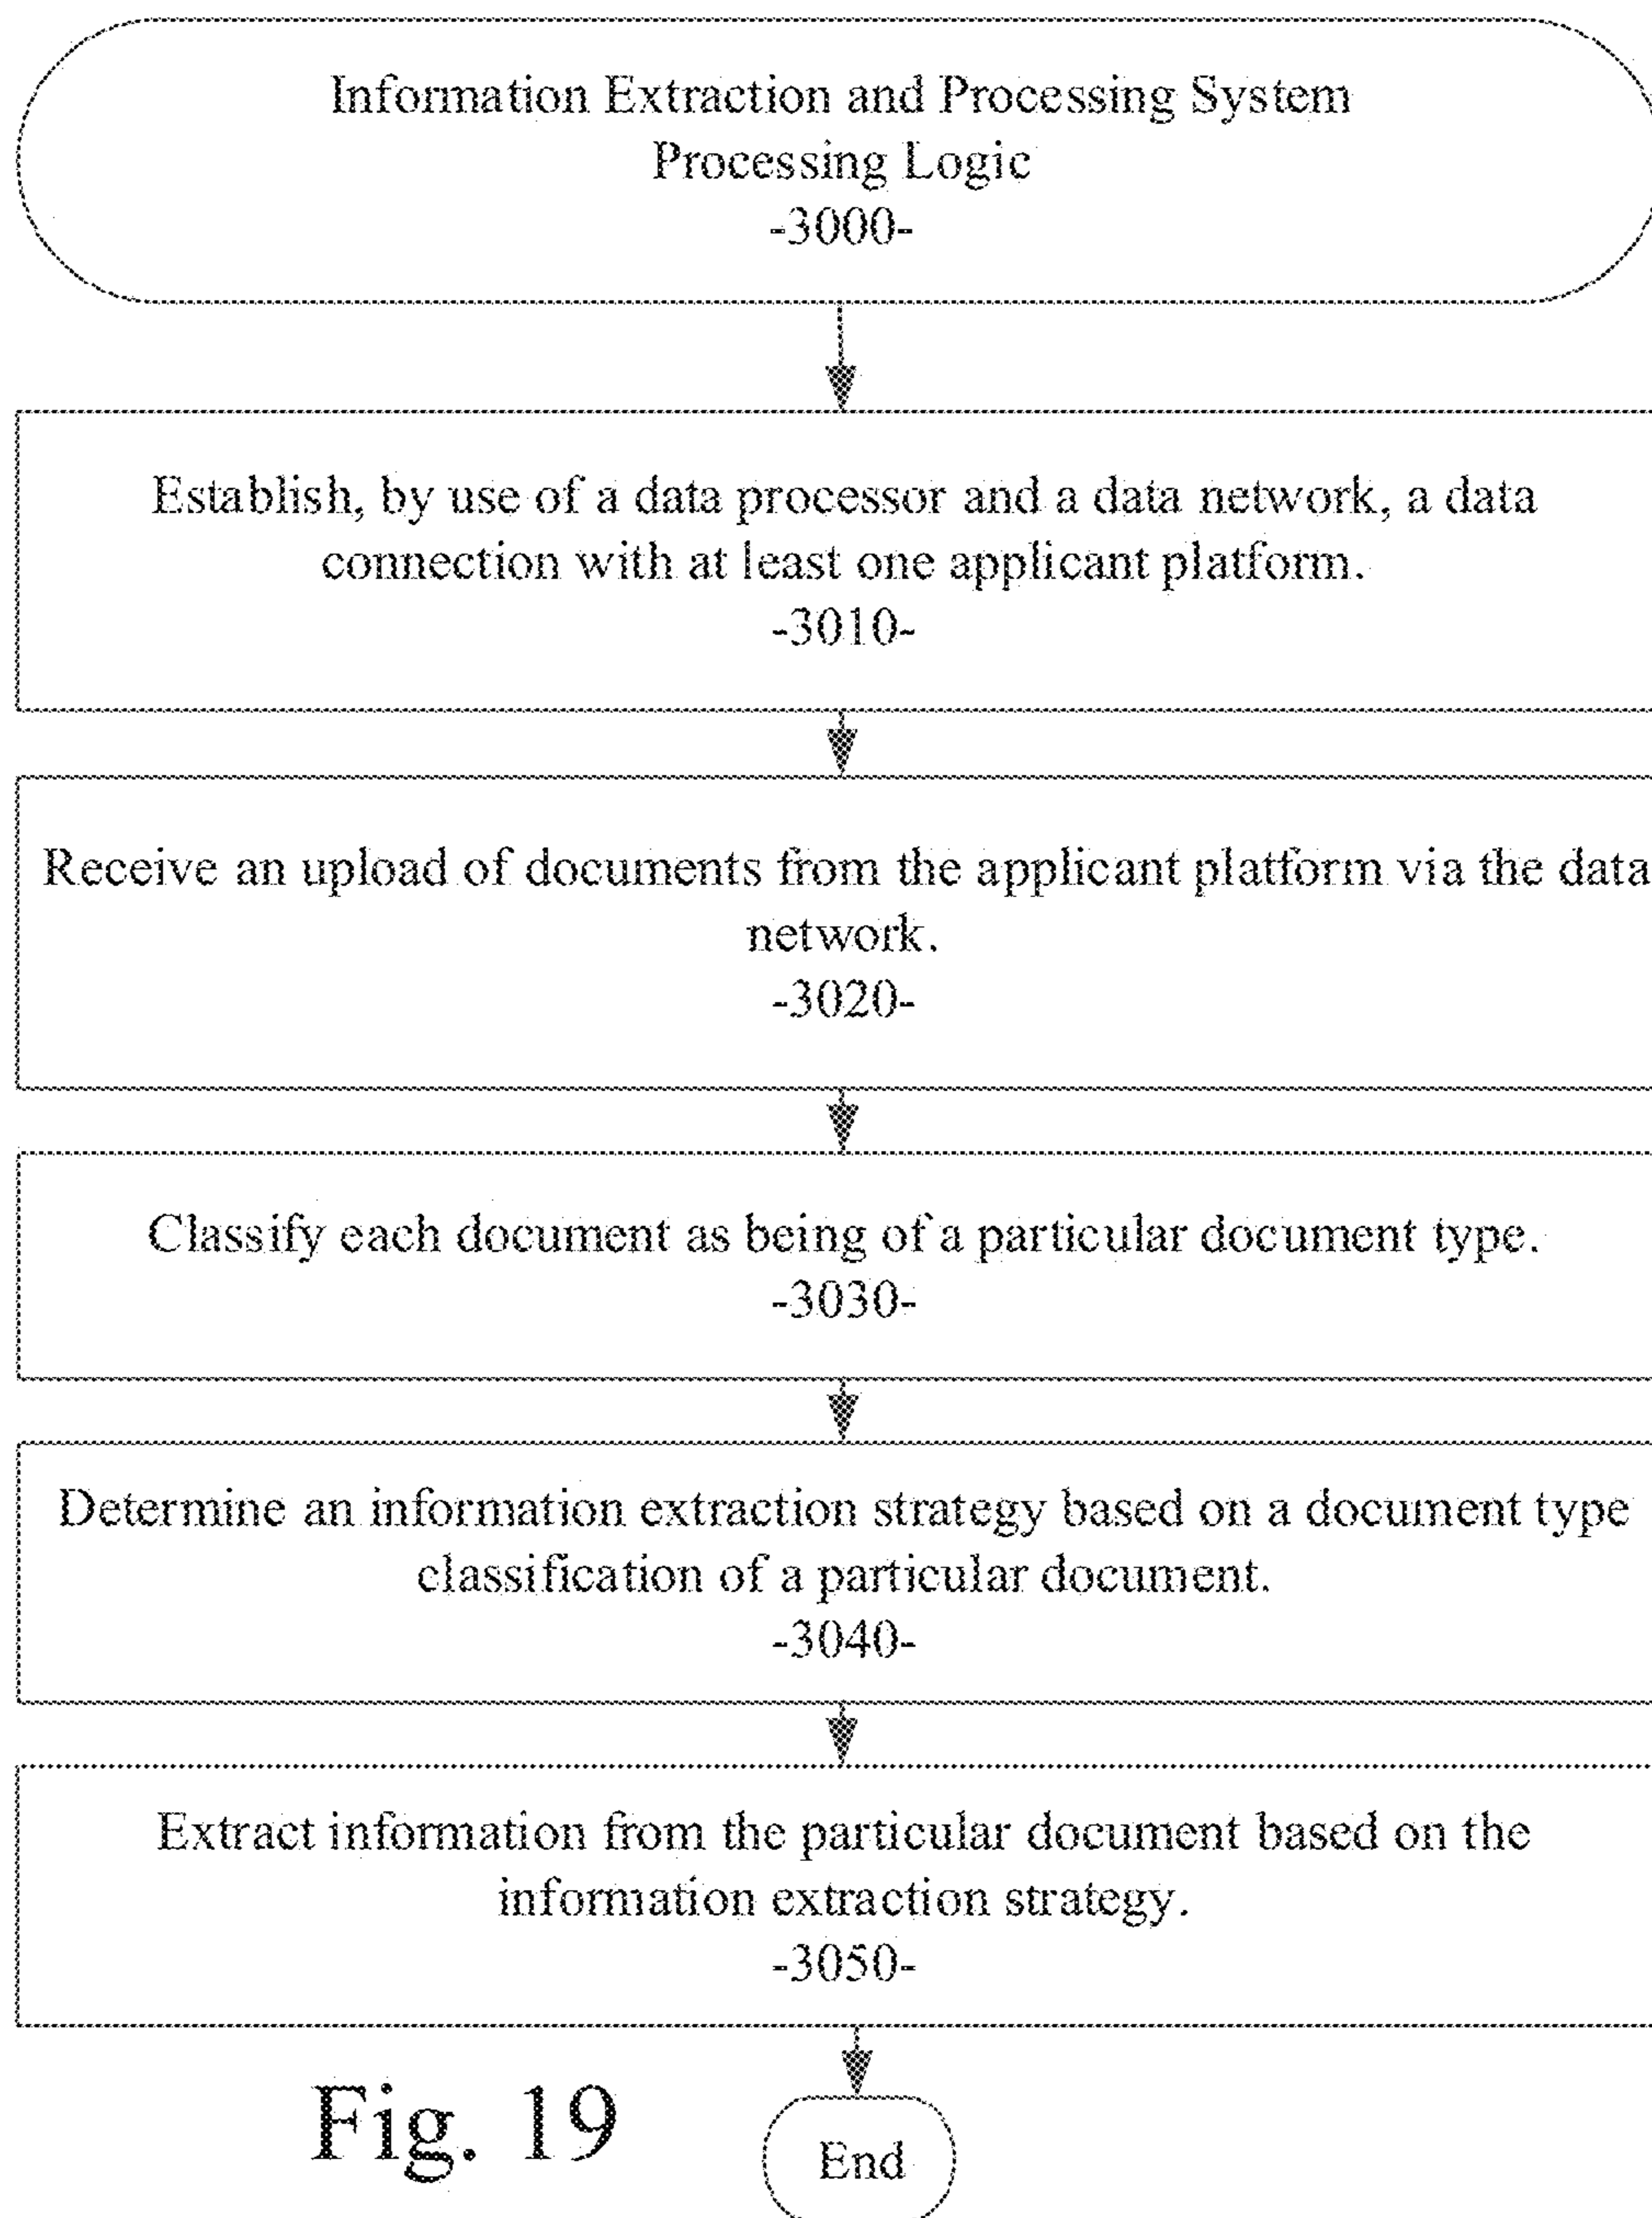 Information Extraction and Processing System
Processing Logic
-3000-
Establish, by use of a data processor and a data network, a data
connection with at least one applicant platform.
-3010-
Receive an upload of documents from the applicant platform via the data
network.
-3020-
Classify each document as being of a particular document type.
-3030-
Determine an information extraction strategy based on a document type
classification of a particular document.
-3040-
Extract information from the particular document based on the
information extraction strategy.
-3050-
Fig. 19
End